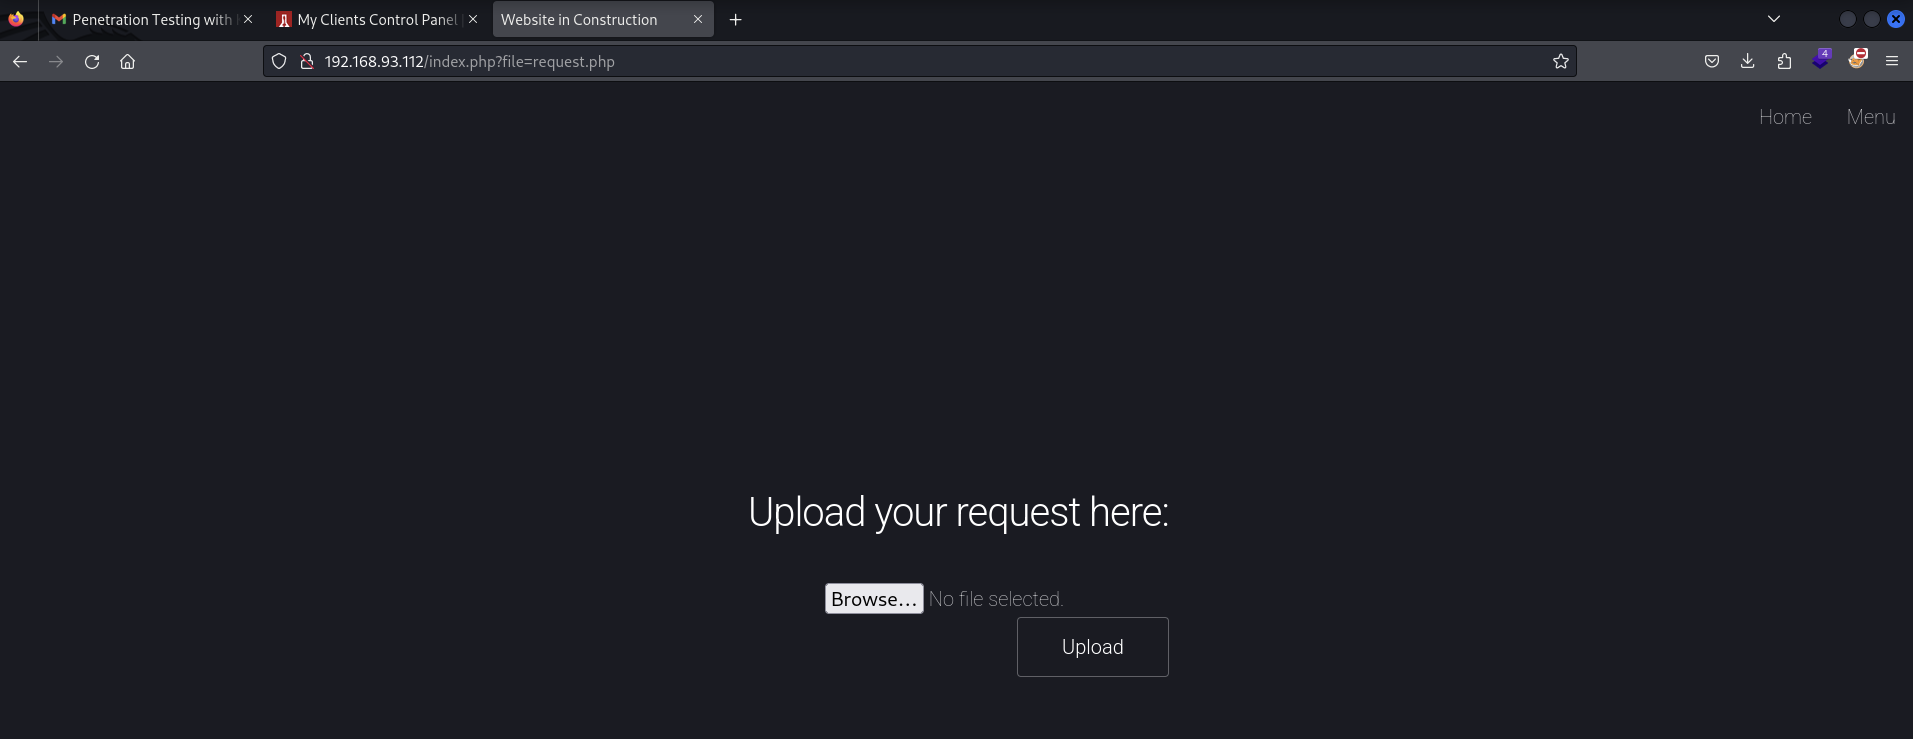 Penetration Testing with
My Clients Control Panel
Website in Construction
192.168.93.112/index.php?file=request.php
4
Home Menu
Upload your request here:
Browse... No file selected.
Upload